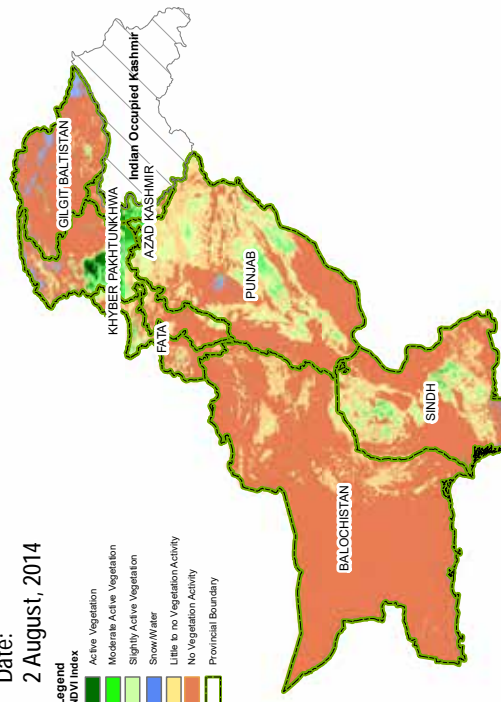 Date:
2 August, 2014
Legend
NDVI Index
Active Vegetation
Moderate Active Vegetation
Slightly Active Vegetation
Snow/Water
Little to no Vegetation Activity
No Vegetation Activity
Provincial Boundary
GILGIT BALTISTAN
KHYBER PAKHTUNKHWA
Indian Occupied Kashmir
AZAD KASHMIR
FATA
PUNJAB
BALOCHISTAN
SINDH